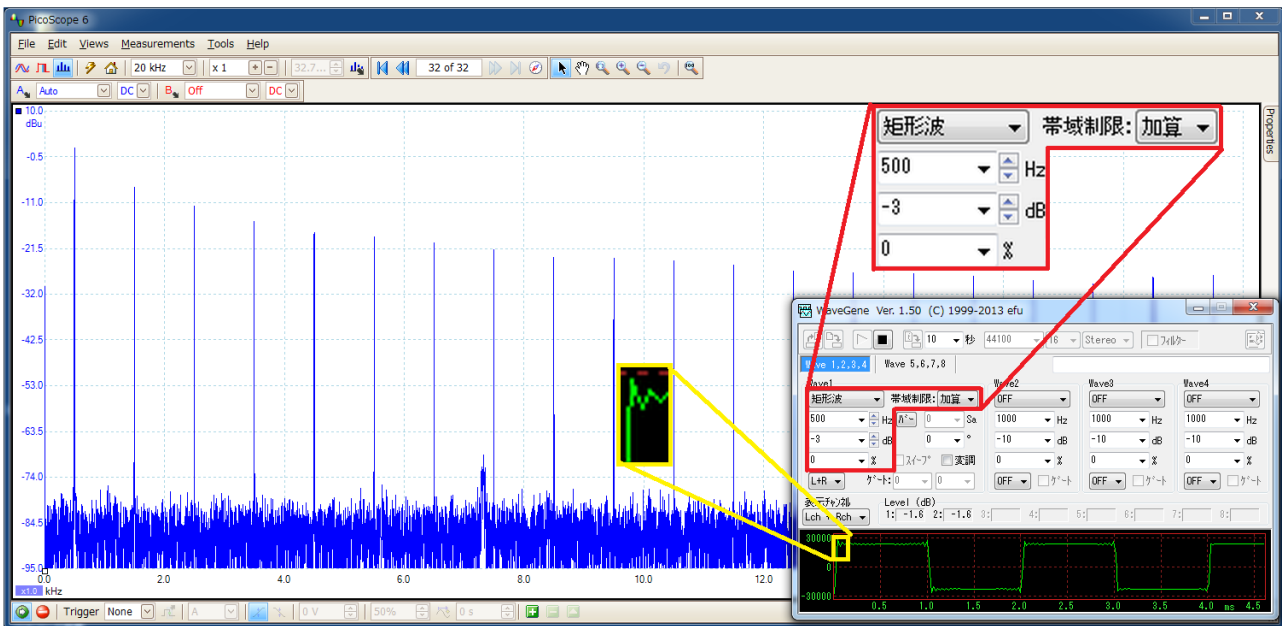 PicoScope 6
File Edit Views Measurements Tools Help
20 kHz x 1 32.7... 32 of 32
A Auto DC B Off DC
10.0
dBu
-0.5
-11.0
-21.5
-32.0
-42.5
-53.0
-63.5
-74.0
-84.5
-95.0
0.0 2.0 4.0 6.0 8.0 10.0 12.0
x1.0 kHz
Properties
矩形波 帯域制限: 加算
500 Hz
-3 dB
0 %
WaveGene Ver. 1.50 (C) 1999-2013 efu
10 秒 44100 16 Stereo フィルター
Wave 1,2,3,4 Wave 5,6,7,8
Wave1 Wave2 Wave3 Wave4
矩形波 帯域制限: 加算 OFF OFF OFF
500 Hz 0 Sa 1000 Hz 1000 Hz 1000 Hz
-3 dB 0 ° -10 dB -10 dB -10 dB
0 % スイープ 変調 0 % 0 % 0 %
L+R ゲート: 0 0 OFF ゲート OFF ゲート OFF ゲート
表示チャンネル Level (dB)
Lch + Rch 1: -1.6 2: -1.6 3: 4: 5: 6: 7: 8:
30000
0
-30000
0.5 1.0 1.5 2.0 2.5 3.0 3.5 4.0 ms 4.5
Trigger None A 0 V 50% 0 s